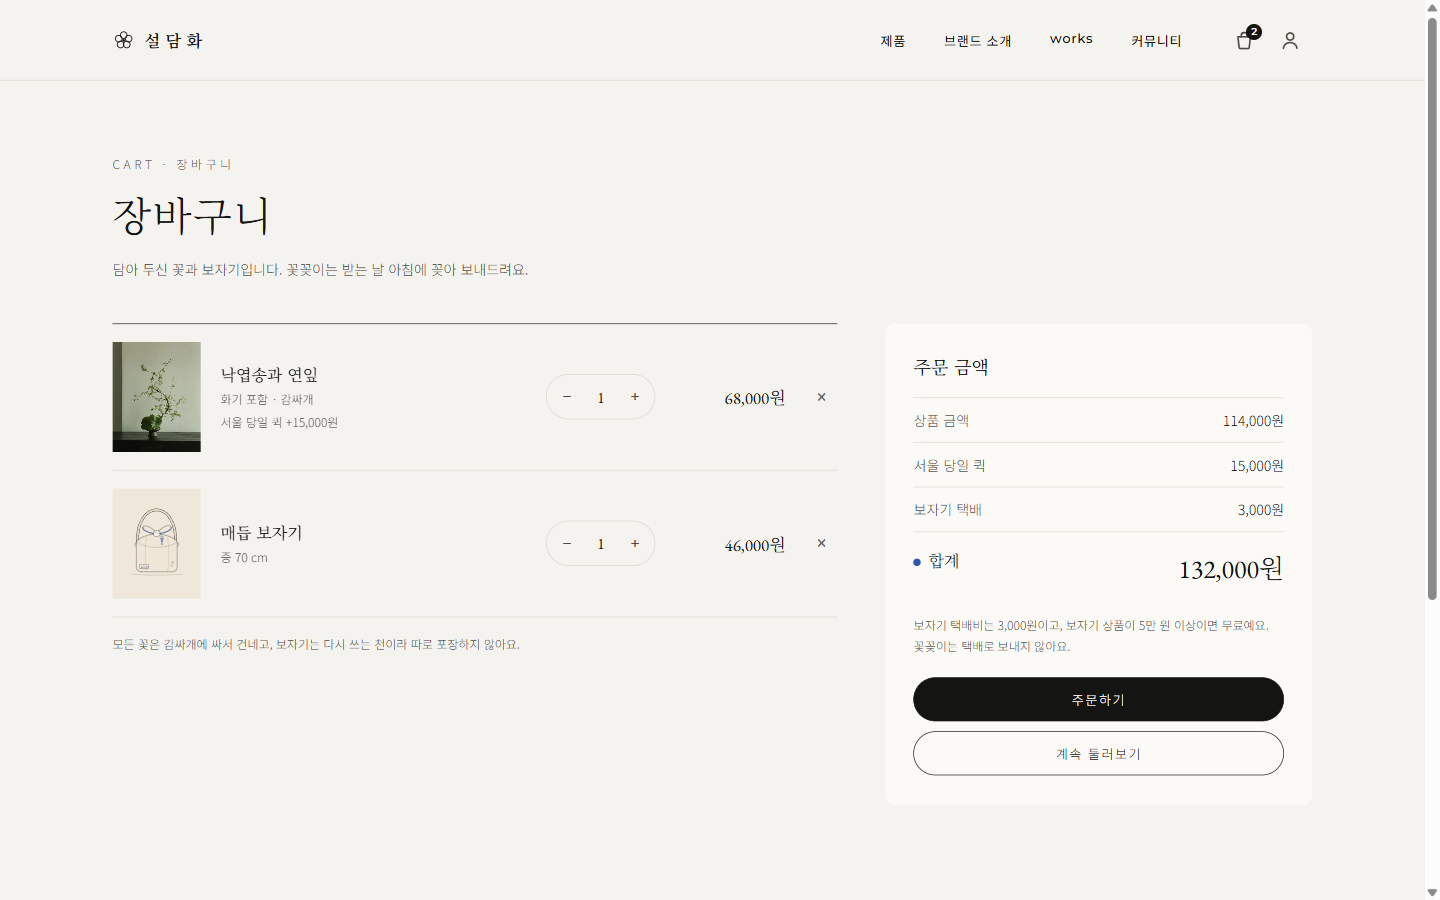 설담화
제품 브랜드 소개 works 커뮤니티 2
CART · 장바구니
장바구니
담아 두신 꽃과 보자기입니다. 꽃꽂이는 받는 날 아침에 꽂아 보내드려요.
낙엽송과 연잎
화기 포함 · 감싸개
서울 당일 퀵 +15,000원
− 1 + 68,000원 ×
매듭 보자기
중 70 cm
− 1 + 46,000원 ×
모든 꽃은 감싸개에 싸서 건네고, 보자기는 다시 쓰는 천이라 따로 포장하지 않아요.
주문 금액
상품 금액 114,000원
서울 당일 퀵 15,000원
보자기 택배 3,000원
합계 132,000원
보자기 택배비는 3,000원이고, 보자기 상품이 5만 원 이상이면 무료예요.
꽃꽂이는 택배로 보내지 않아요.
주문하기
계속 둘러보기